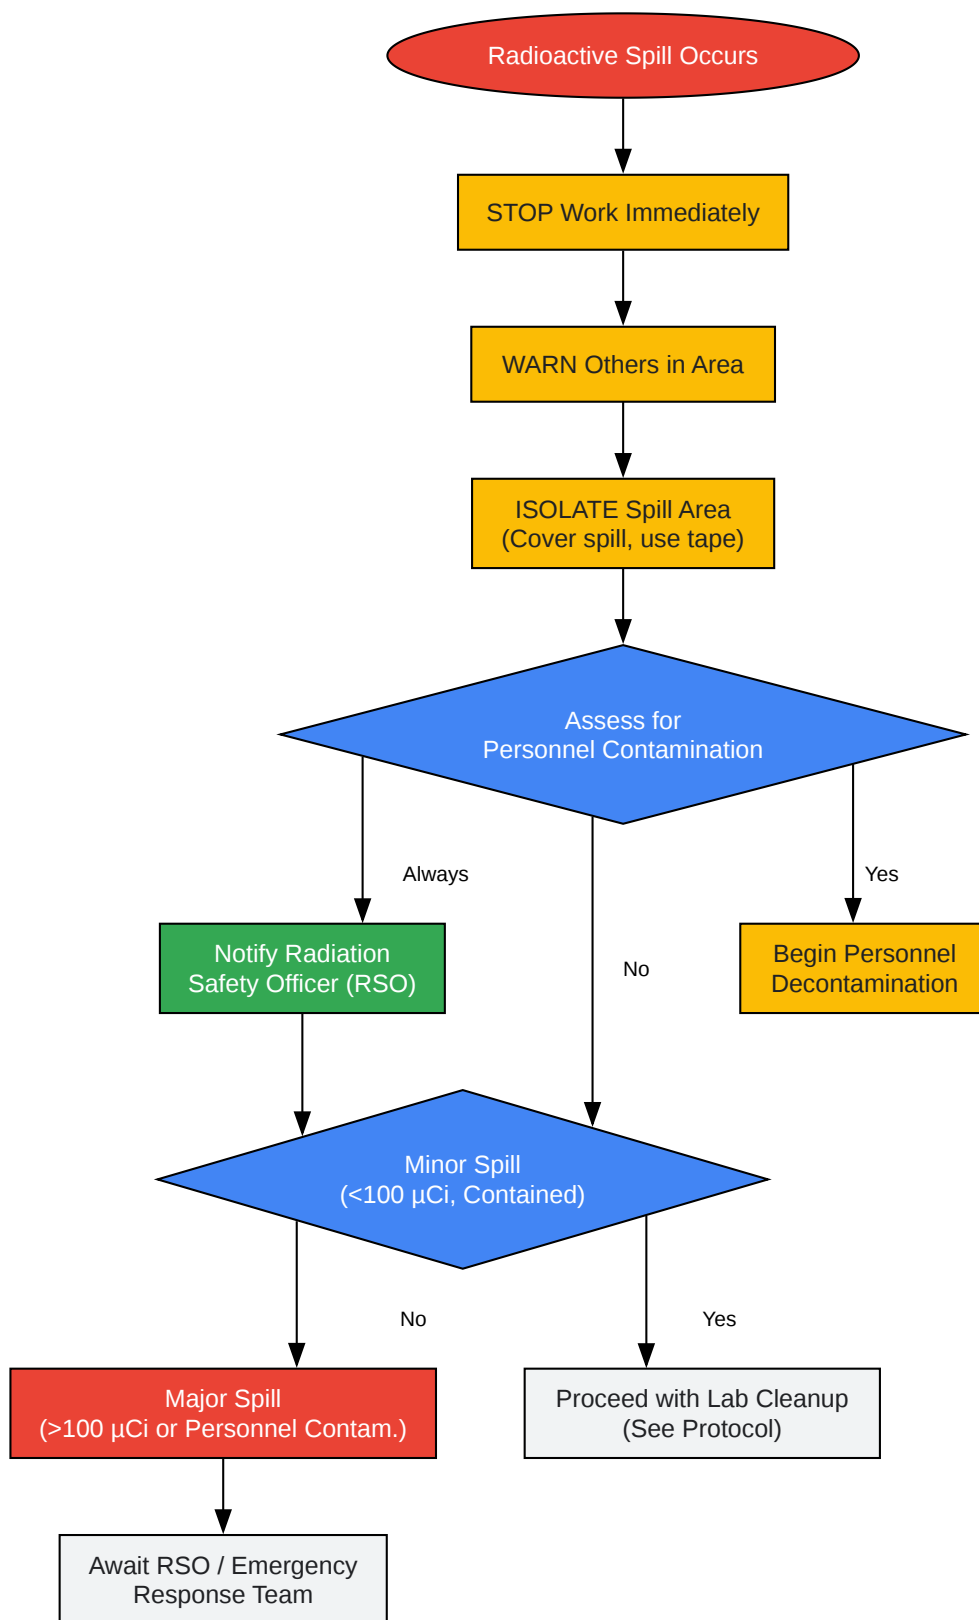 Radioactive Spill Occurs
STOP Work Immediately
WARN Others in Area
ISOLATE Spill Area
(Cover spill, use tape)
Assess for
Personnel Contamination
Always
Yes
Notify Radiation
Safety Officer (RSO)
No
Begin Personnel
Decontamination
Minor Spill
(<100 µCi, Contained)
No
Yes
Major Spill
(>100 µCi or Personnel Contam.)
Proceed with Lab Cleanup
(See Protocol)
Await RSO / Emergency
Response Team